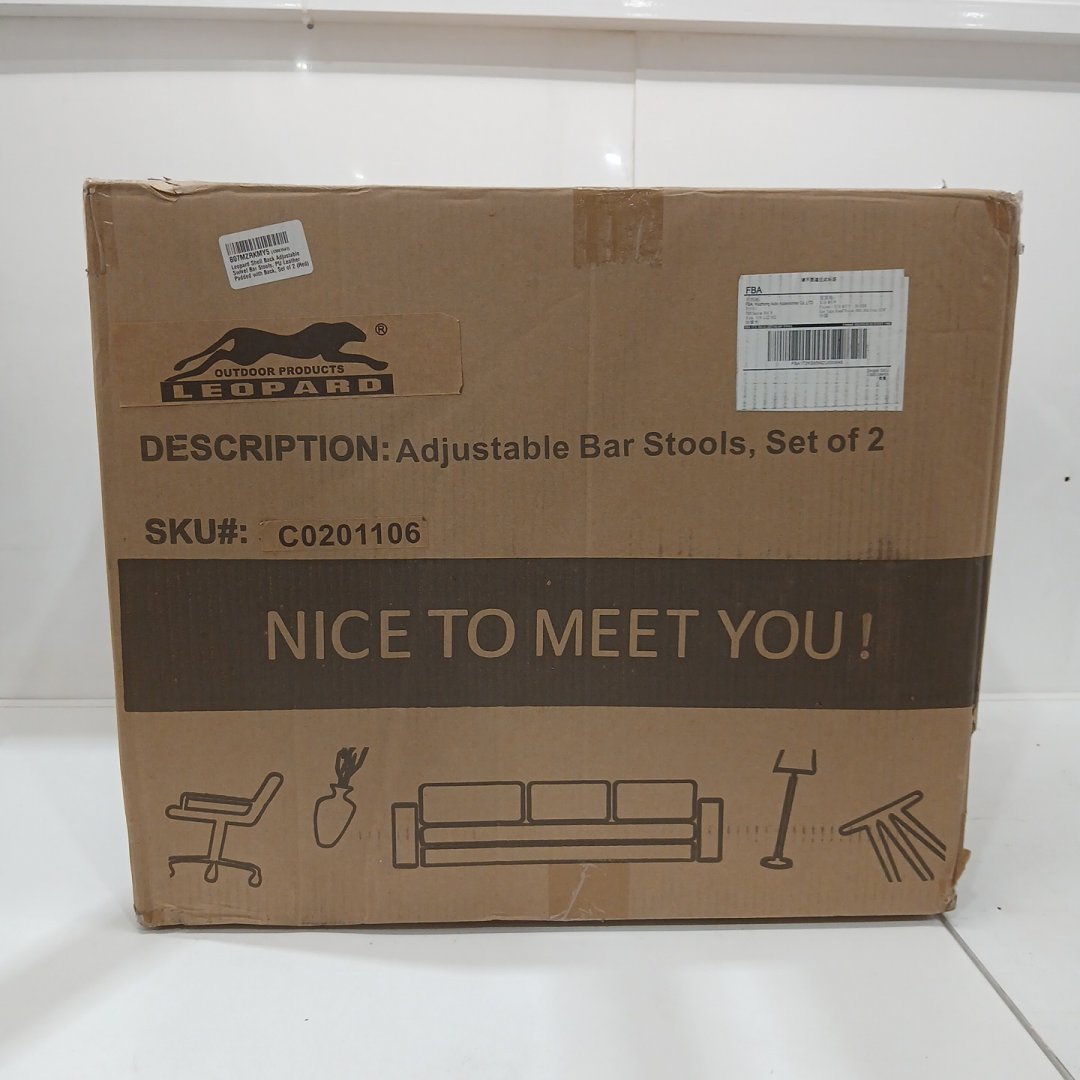 B07MZRKMY5
Leopard Shell Back Adjustable
Swivel Bar Stools, PU Leather
Padded with Back, Set of 2 (Red)
FBA
®
OUTDOOR PRODUCTS
LEOPARD
DESCRIPTION: Adjustable Bar Stools, Set of 2
SKU#: C0201106
NICE TO MEET YOU!